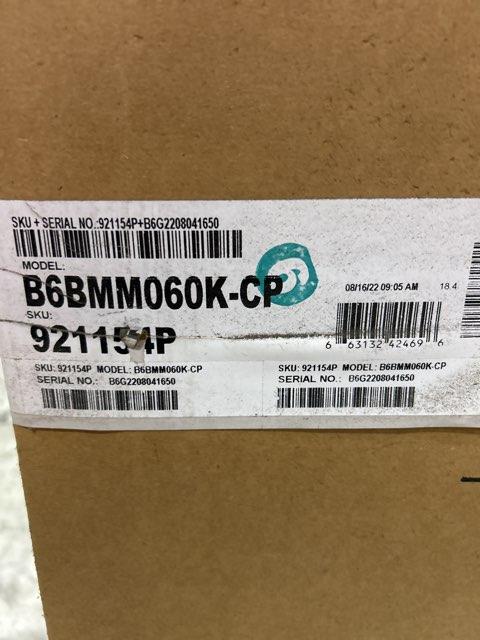 SKU + SERIAL NO.:921154P+B6G2208041650
MODEL:
B6BMM060K-CP
08/16/22 09:05 AM 18.4
SKU:
921154P
6 63132 42469 6
SKU: 921154P MODEL: B6BMM060K-CP
SERIAL NO.: B6G2208041650
SKU: 921154P MODEL: B6BMM060K-CP
SERIAL NO.: B6G2208041650